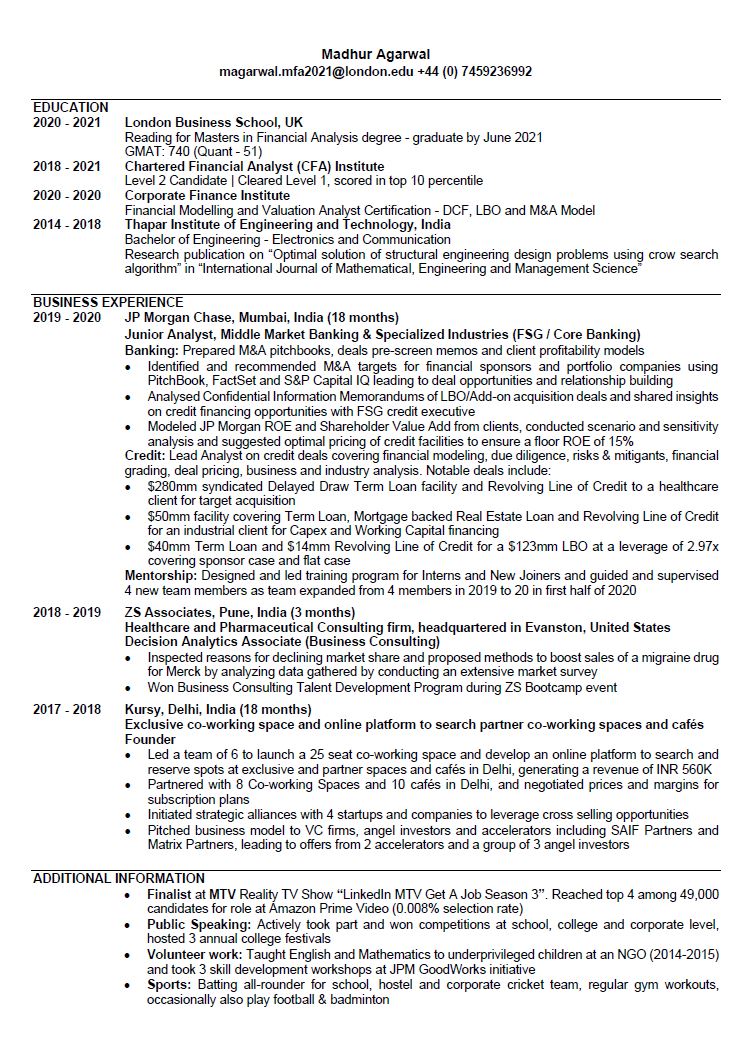 Madhur Agarwal
magarwal.mfa2021@london.edu +44 (0) 7459236992
EDUCATION
2020 - 2021 London Business School, UK
Reading for Masters in Financial Analysis degree - graduate by June 2021
GMAT: 740 (Quant - 51)
2018 - 2021 Chartered Financial Analyst (CFA) Institute
Level 2 Candidate | Cleared Level 1, scored in top 10 percentile
2020 - 2020 Corporate Finance Institute
Financial Modelling and Valuation Analyst Certification - DCF, LBO and M&A Model
2014 - 2018 Thapar Institute of Engineering and Technology, India
Bachelor of Engineering - Electronics and Communication
Research publication on “Optimal solution of structural engineering design problems using crow search
algorithm” in “International Journal of Mathematical, Engineering and Management Science”
BUSINESS EXPERIENCE
2019 - 2020 JP Morgan Chase, Mumbai, India (18 months)
Junior Analyst, Middle Market Banking & Specialized Industries (FSG / Core Banking)
Banking: Prepared M&A pitchbooks, deals pre-screen memos and client profitability models
• Identified and recommended M&A targets for financial sponsors and portfolio companies using
PitchBook, FactSet and S&P Capital IQ leading to deal opportunities and relationship building
• Analysed Confidential Information Memorandums of LBO/Add-on acquisition deals and shared insights
on credit financing opportunities with FSG credit executive
• Modeled JP Morgan ROE and Shareholder Value Add from clients, conducted scenario and sensitivity
analysis and suggested optimal pricing of credit facilities to ensure a floor ROE of 15%
Credit: Lead Analyst on credit deals covering financial modeling, due diligence, risks & mitigants, financial
grading, deal pricing, business and industry analysis. Notable deals include:
• $280mm syndicated Delayed Draw Term Loan facility and Revolving Line of Credit to a healthcare
client for target acquisition
• $50mm facility covering Term Loan, Mortgage backed Real Estate Loan and Revolving Line of Credit
for an industrial client for Capex and Working Capital financing
• $40mm Term Loan and $14mm Revolving Line of Credit for a $123mm LBO at a leverage of 2.97x
covering sponsor case and flat case
Mentorship: Designed and led training program for Interns and New Joiners and guided and supervised
4 new team members as team expanded from 4 members in 2019 to 20 in first half of 2020
2018 - 2019 ZS Associates, Pune, India (3 months)
Healthcare and Pharmaceutical Consulting firm, headquartered in Evanston, United States
Decision Analytics Associate (Business Consulting)
• Inspected reasons for declining market share and proposed methods to boost sales of a migraine drug
for Merck by analyzing data gathered by conducting an extensive market survey
• Won Business Consulting Talent Development Program during ZS Bootcamp event
2017 - 2018 Kursy, Delhi, India (18 months)
Exclusive co-working space and online platform to search partner co-working spaces and cafés
Founder
• Led a team of 6 to launch a 25 seat co-working space and develop an online platform to search and
reserve spots at exclusive and partner spaces and cafés in Delhi, generating a revenue of INR 560K
• Partnered with 8 Co-working Spaces and 10 cafés in Delhi, and negotiated prices and margins for
subscription plans
• Initiated strategic alliances with 4 startups and companies to leverage cross selling opportunities
• Pitched business model to VC firms, angel investors and accelerators including SAIF Partners and
Matrix Partners, leading to offers from 2 accelerators and a group of 3 angel investors
ADDITIONAL INFORMATION
• Finalist at MTV Reality TV Show “LinkedIn MTV Get A Job Season 3”. Reached top 4 among 49,000
candidates for role at Amazon Prime Video (0.008% selection rate)
• Public Speaking: Actively took part and won competitions at school, college and corporate level,
hosted 3 annual college festivals
• Volunteer work: Taught English and Mathematics to underprivileged children at an NGO (2014-2015)
and took 3 skill development workshops at JPM GoodWorks initiative
• Sports: Batting all-rounder for school, hostel and corporate cricket team, regular gym workouts,
occasionally also play football & badminton